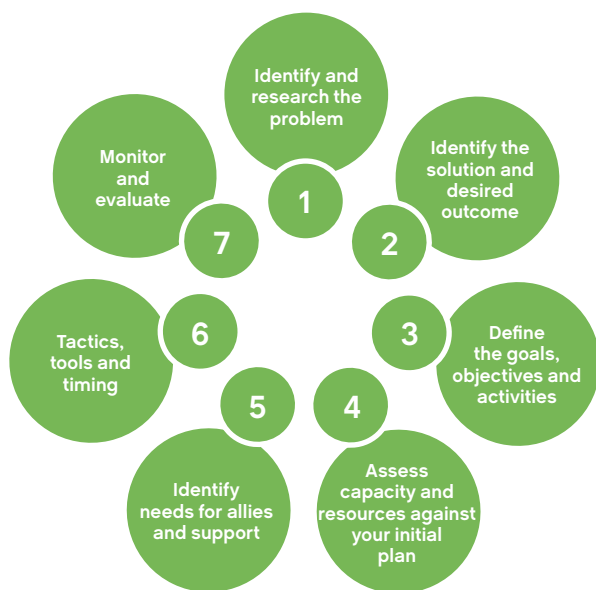 Identify and
research the
problem
1
Identify the
solution and
desired
outcome
2
Define
the goals,
objectives and
activities
3
Assess
capacity and
resources against
your initial
plan
4
Identify
needs for allies
and support
5
Tactics,
tools and
timing
6
Monitor
and
evaluate
7